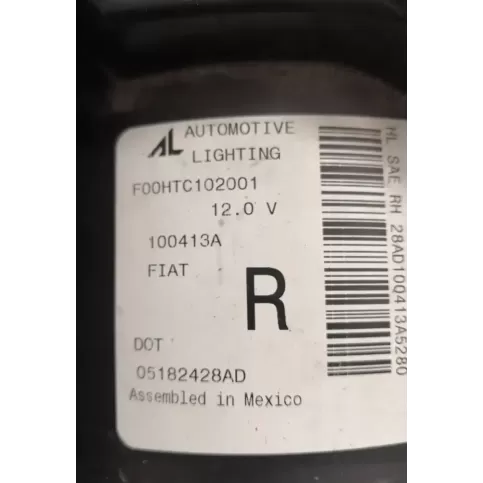 AL AUTOMOTIVE
LIGHTING
F00HTC102001
12.0 V
100413A
FIAT
R
DOT
05182428AD
Assembled in Mexico
HL SAE RH 28AD100413A5280